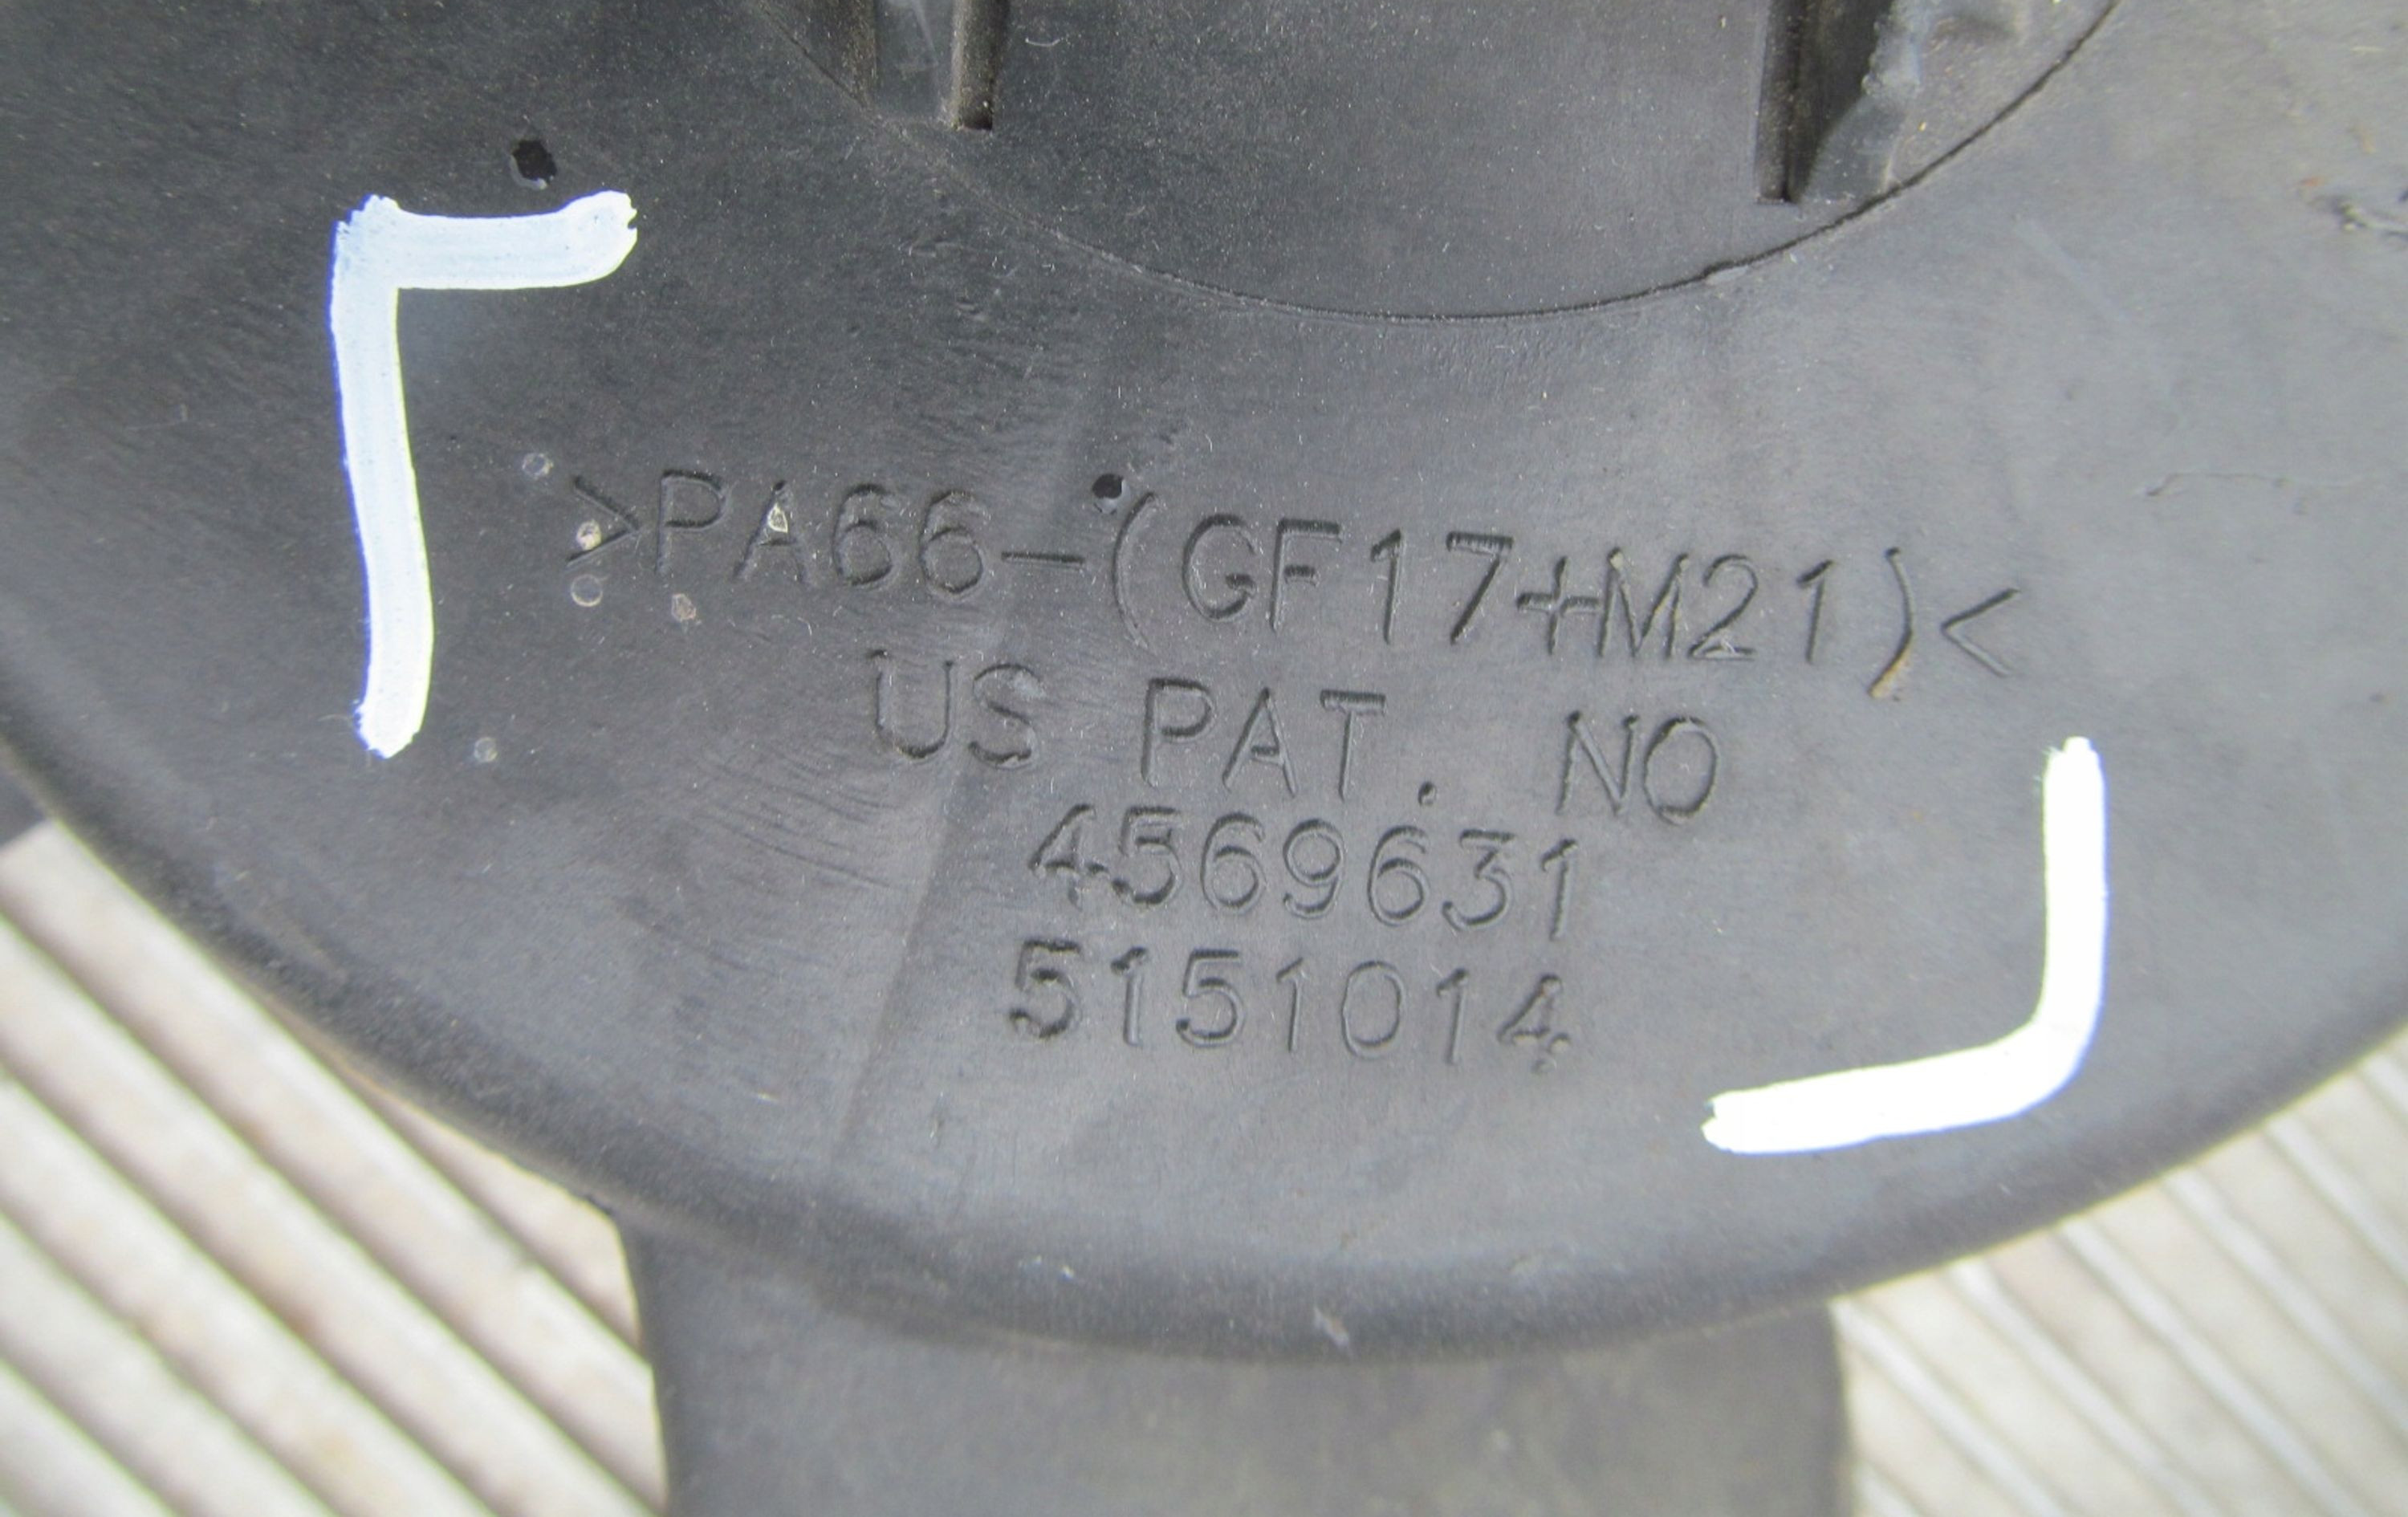 >PA66-(GF17+M21)<
US PAT. NO
4569631
5151014